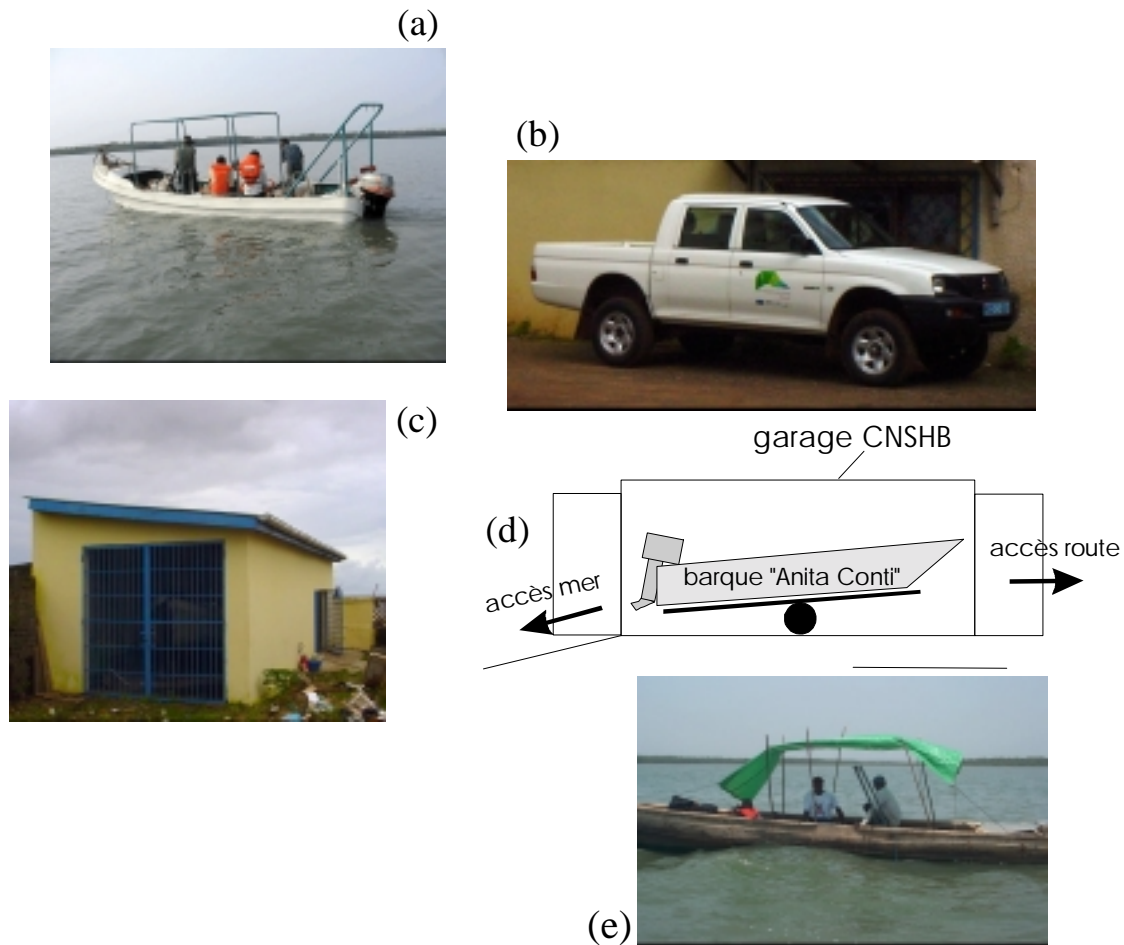 (a)
(b)
(c)
garage CNSHB
(d)
accès route
barque "Anita Conti"
accès mer
(e)